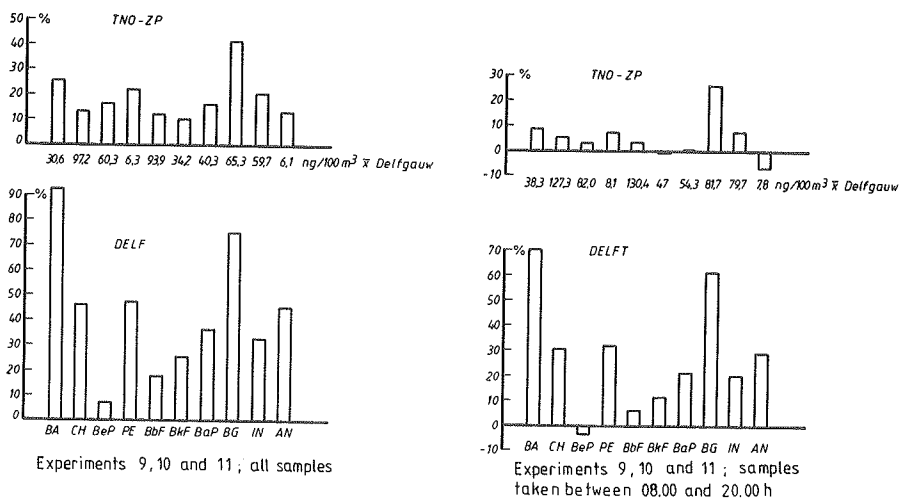 TNO-ZP
50 %
40
30
20
10
0
30,6 97,2 60,3 6,3 93,9 34,2 40,3 65,3 59,7 6,1 ng/100 m³ x̄ Delfgauw
DELF
%
90
80
70
60
50
40
30
20
10
0
BA CH BeP PE BbF BkF BaP BG IN AN
Experiments 9, 10 and 11; all samples
TNO-ZP
30 %
20
10
0
-10
38,3 127,3 82,0 8,1 130,4 47 54,3 81,7 79,7 7,8 ng/100 m³ x̄ Delfgauw
DELFT
70 %
60
50
40
30
20
10
0
-10
BA CH BeP PE BbF BkF BaP BG IN AN
Experiments 9, 10 and 11; samples
taken between 08.00 and 20.00 h